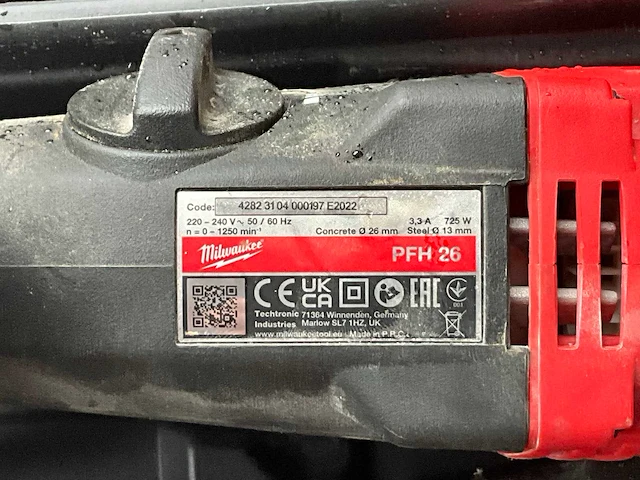 Code: 4282 31 04 000197 E2022
220 – 240 V ~ 50 / 60 Hz 3,3 A 725 W
n = 0 – 1250 min⁻¹ Concrete Ø 26 mm Steel Ø 13 mm
Milwaukee PFH 26
CE UK CA EAC
Techtronic 71364 Winnenden, Germany
Industries Marlow SL7 1HZ, UK
www.milwaukeetool.eu Made in P.R.C.